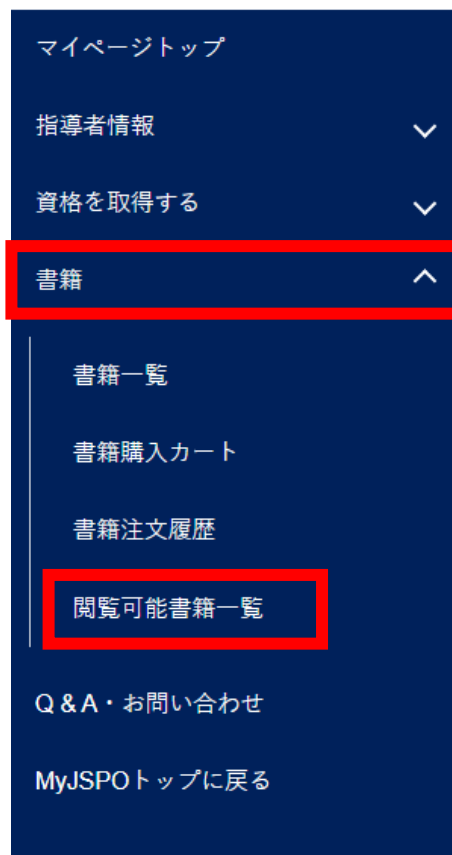 マイページトップ
指導者情報
資格を取得する
書籍
書籍一覧
書籍購入カート
書籍注文履歴
閲覧可能書籍一覧
Q＆A・お問い合わせ
MyJSPOトップに戻る